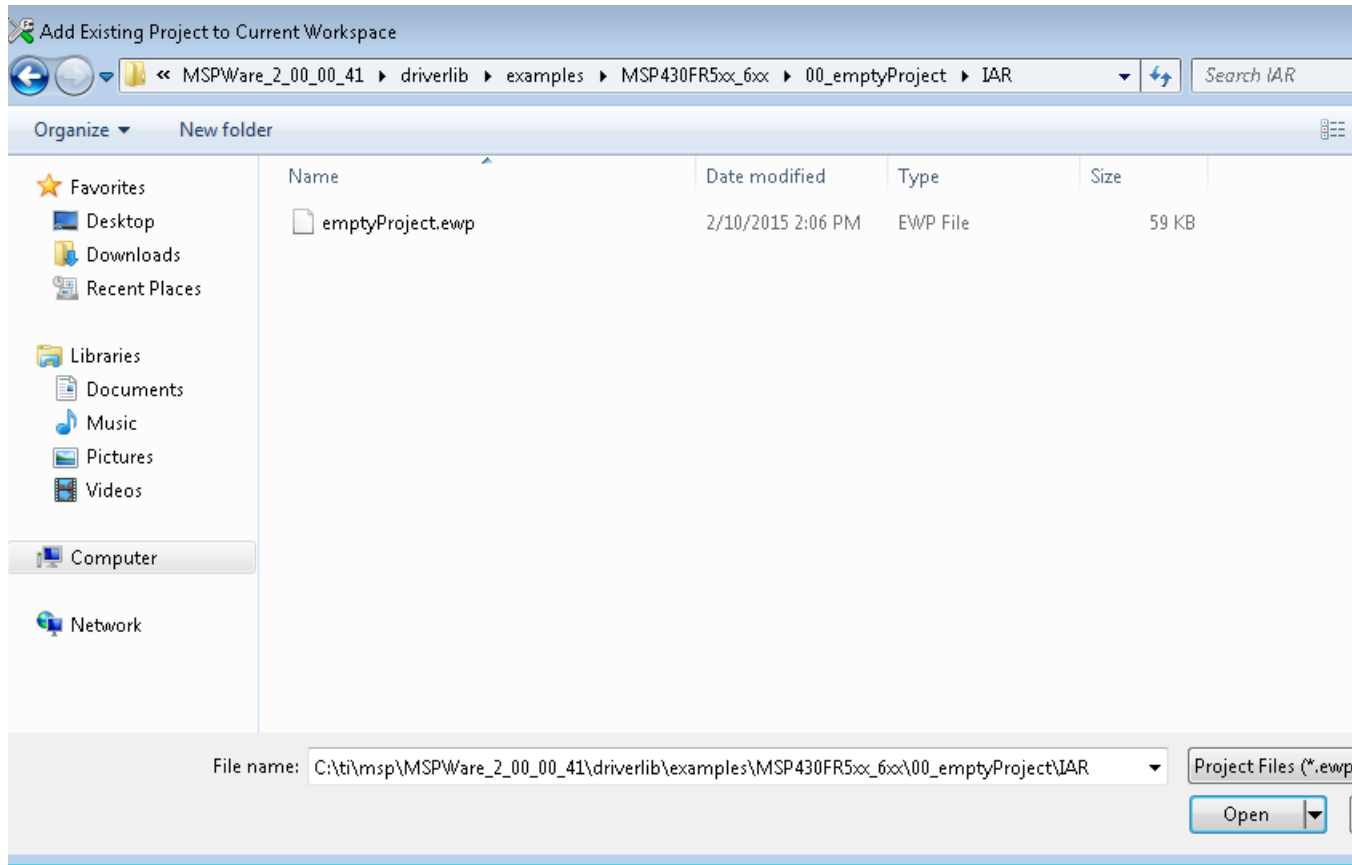 Add Existing Project to Current Workspace
« MSPWare_2_00_00_41 ▸ driverlib ▸ examples ▸ MSP430FR5xx_6xx ▸ 00_emptyProject ▸ IAR
Search IAR
Organize ▾ New folder
Name Date modified Type Size
emptyProject.ewp 2/10/2015 2:06 PM EWP File 59 KB
Favorites
Desktop
Downloads
Recent Places
Libraries
Documents
Music
Pictures
Videos
Computer
Network
File name: C:\ti\msp\MSPWare_2_00_00_41\driverlib\examples\MSP430FR5xx_6xx\00_emptyProject\IAR
Project Files (*.ewp
Open